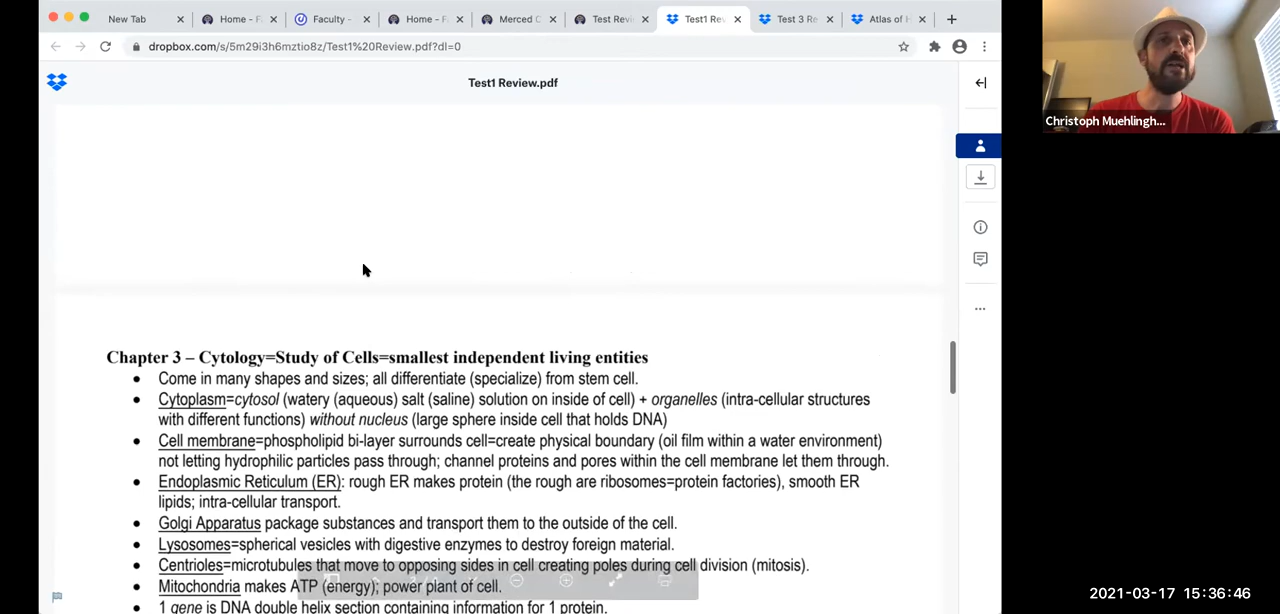 New Tab
Home - F
Faculty -
Home - F
Merced C
Test Revi
Test1 Rev
Test 3 Re
Atlas of H
dropbox.com/s/5m29i3h6mztio8z/Test1%20Review.pdf?dl=0
Test1 Review.pdf
Christoph Muehlingh...
Chapter 3 – Cytology=Study of Cells=smallest independent living entities
• Come in many shapes and sizes; all differentiate (specialize) from stem cell.
• Cytoplasm=cytosol (watery (aqueous) salt (saline) solution on inside of cell) + organelles (intra-cellular structures
with different functions) without nucleus (large sphere inside cell that holds DNA)
• Cell membrane=phospholipid bi-layer surrounds cell=create physical boundary (oil film within a water environment)
not letting hydrophilic particles pass through; channel proteins and pores within the cell membrane let them through.
• Endoplasmic Reticulum (ER): rough ER makes protein (the rough are ribosomes=protein factories), smooth ER
lipids; intra-cellular transport.
• Golgi Apparatus package substances and transport them to the outside of the cell.
• Lysosomes=spherical vesicles with digestive enzymes to destroy foreign material.
• Centrioles=microtubules that move to opposing sides in cell creating poles during cell division (mitosis).
• Mitochondria makes ATP (energy); power plant of cell.
• 1 gene is DNA double helix section containing information for 1 protein.
2021-03-17 15:36:46